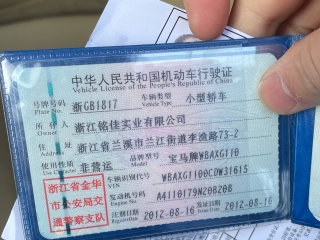 中华人民共和国机动车行驶证
Vehicle License of the People's Republic of China
号牌号码 浙GB1817 车辆类型 小型轿车
Plate No. Vehicle Type
所有人 浙江铭佳实业有限公司
Owner
住址 浙江省兰溪市兰江街道李渔路73-2
Address
使用性质 非营运 品牌型号 宝马牌WBAXG110
浙江省金华
市公安局交
通警察支队
车辆识别代号 WBAXG1100CDW31615
VIN
发动机号码 A4110179N20B20B
Engine No.
注册日期 2012-08-16 发证日期 2012-08-16
Register Date Issue Date